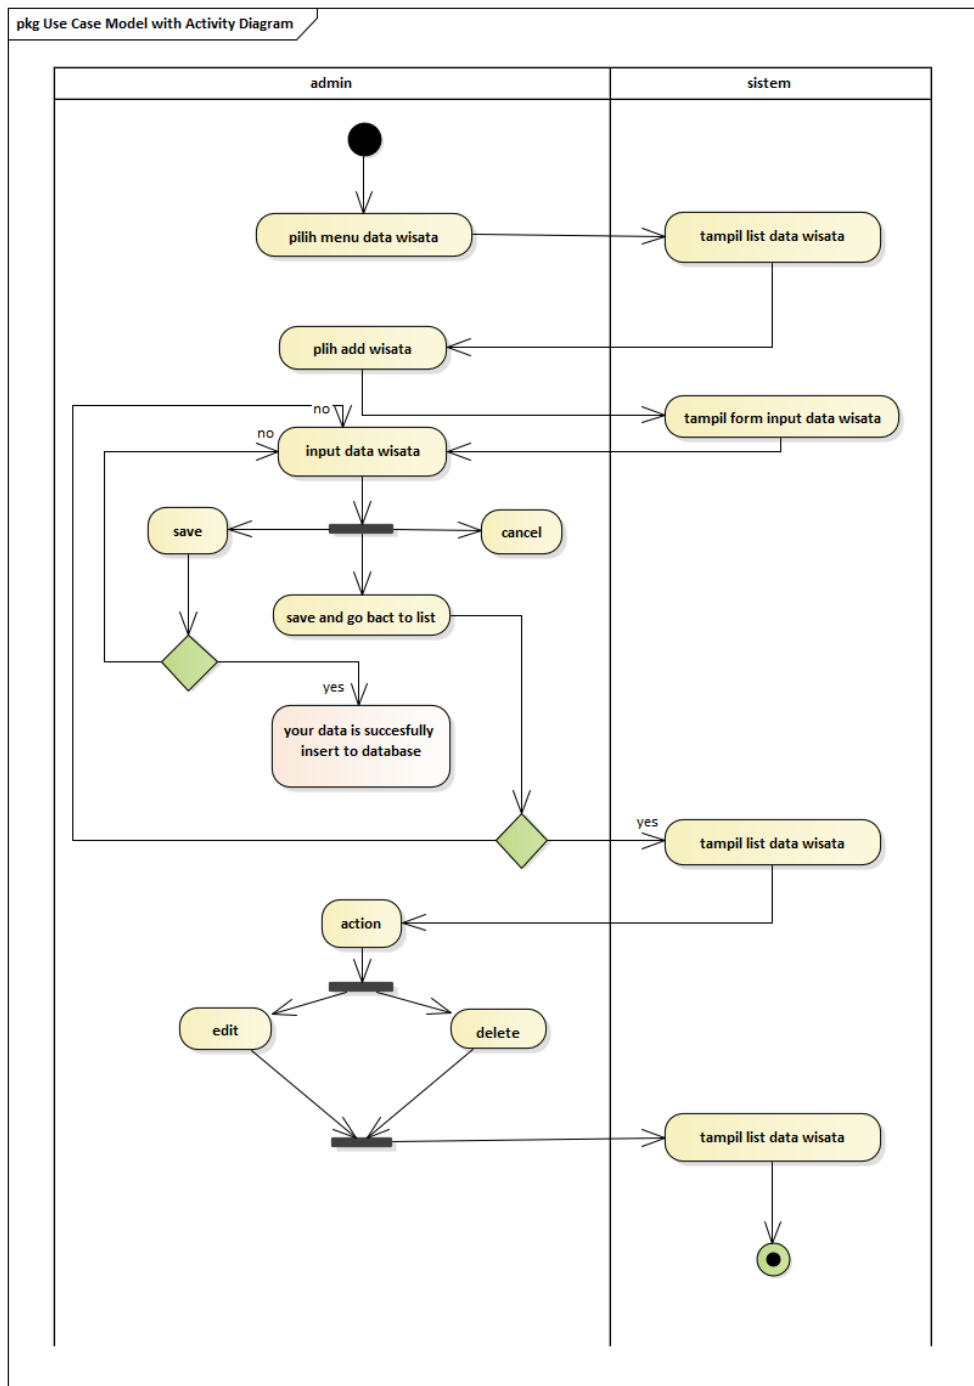 pkg Use Case Model with Activity Diagram
admin
sistem
pilih menu data wisata
tampil list data wisata
plih add wisata
no
tampil form input data wisata
no
input data wisata
save
cancel
save and go bact to list
yes
your data is succesfully
insert to database
yes
tampil list data wisata
action
edit
delete
tampil list data wisata